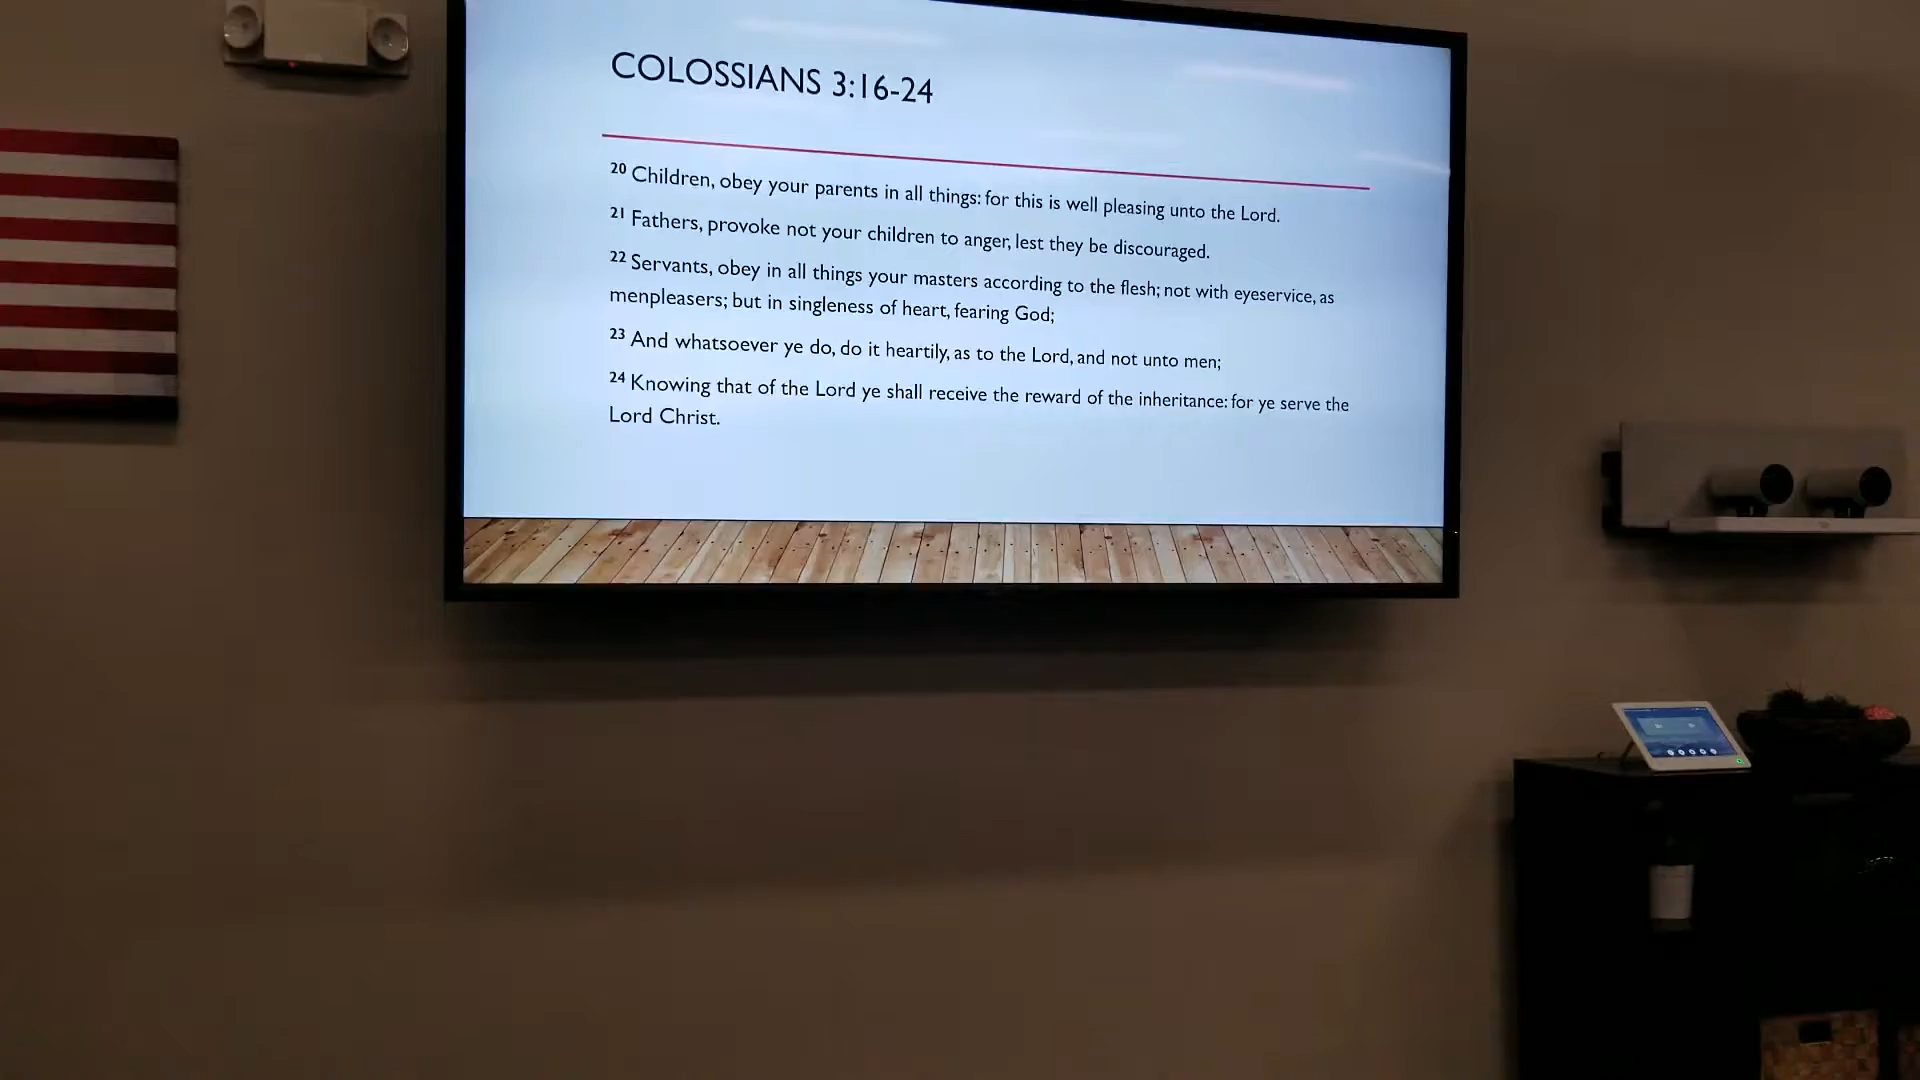 COLOSSIANS 3:16-24
20 Children, obey your parents in all things: for this is well pleasing unto the Lord.
21 Fathers, provoke not your children to anger, lest they be discouraged.
22 Servants, obey in all things your masters according to the flesh; not with eyeservice, as
menpleasers; but in singleness of heart, fearing God;
23 And whatsoever ye do, do it heartily, as to the Lord, and not unto men;
24 Knowing that of the Lord ye shall receive the reward of the inheritance: for ye serve the
Lord Christ.